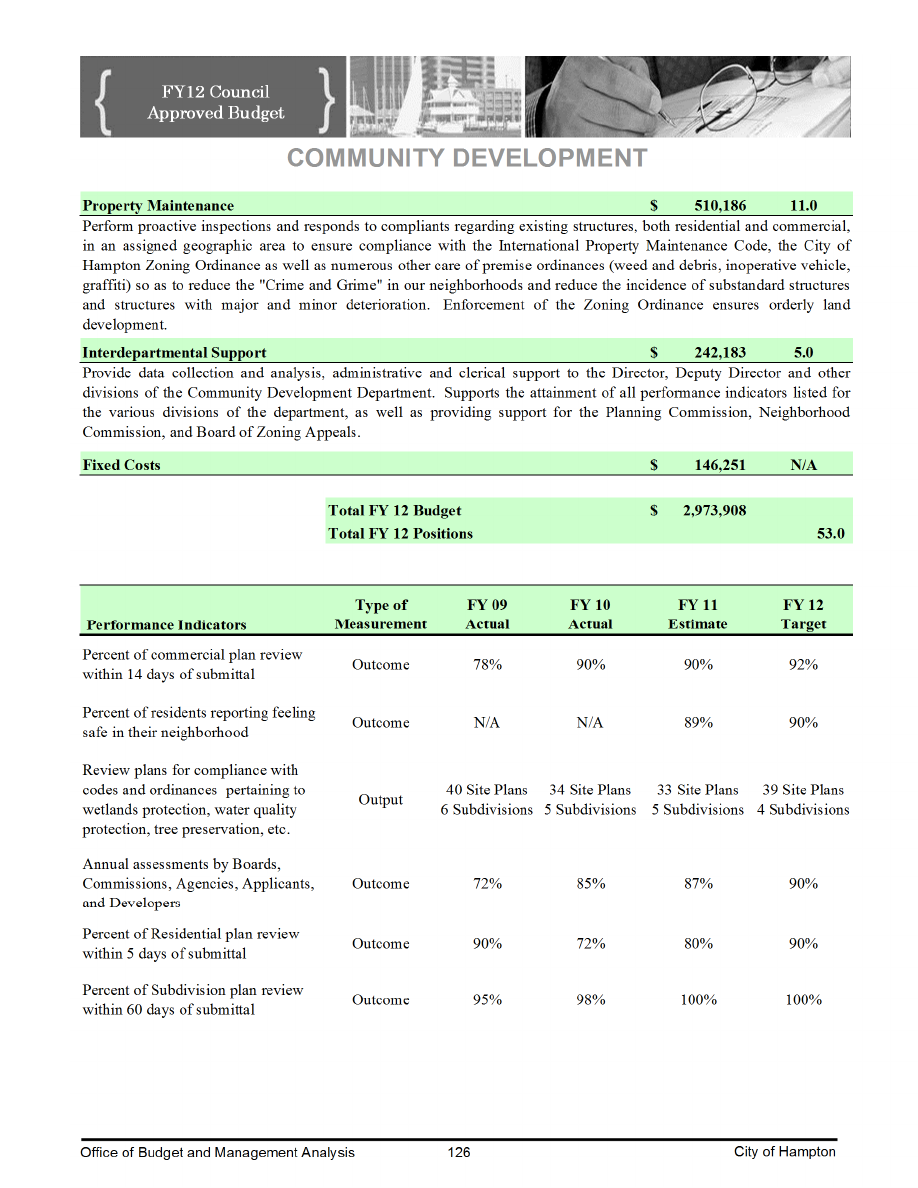 FY12 Council
Approved Budget
COMMUNITY DEVELOPMENT
Property Maintenance $ 510,186 11.0
Perform proactive inspections and responds to compliants regarding existing structures, both residential and commercial,
in an assigned geographic area to ensure compliance with the International Property Maintenance Code, the City of
Hampton Zoning Ordinance as well as numerous other care of premise ordinances (weed and debris, inoperative vehicle,
graffiti) so as to reduce the "Crime and Grime" in our neighborhoods and reduce the incidence of substandard structures
and structures with major and minor deterioration. Enforcement of the Zoning Ordinance ensures orderly land
development.
Interdepartmental Support $ 242,183 5.0
Provide data collection and analysis, administrative and clerical support to the Director, Deputy Director and other
divisions of the Community Development Department. Supports the attainment of all performance indicators listed for
the various divisions of the department, as well as providing support for the Planning Commission, Neighborhood
Commission, and Board of Zoning Appeals.
Fixed Costs $ 146,251 N/A
Total FY 12 Budget $ 2,973,908
Total FY 12 Positions 53.0
Type of FY 09 FY 10 FY 11 FY 12
Performance Indicators Measurement Actual Actual Estimate Target
Percent of commercial plan review
within 14 days of submittal
Outcome 78% 90% 90% 92%
Percent of residents reporting feeling
safe in their neighborhood
Outcome N/A N/A 89% 90%
Review plans for compliance with
codes and ordinances pertaining to
wetlands protection, water quality
protection, tree preservation, etc.
Output
40 Site Plans 34 Site Plans 33 Site Plans 39 Site Plans
6 Subdivisions 5 Subdivisions 5 Subdivisions 4 Subdivisions
Annual assessments by Boards,
Commissions, Agencies, Applicants,
and Developers
Outcome 72% 85% 87% 90%
Percent of Residential plan review
within 5 days of submittal
Outcome 90% 72% 80% 90%
Percent of Subdivision plan review
within 60 days of submittal
Outcome 95% 98% 100% 100%
Office of Budget and Management Analysis 126 City of Hampton